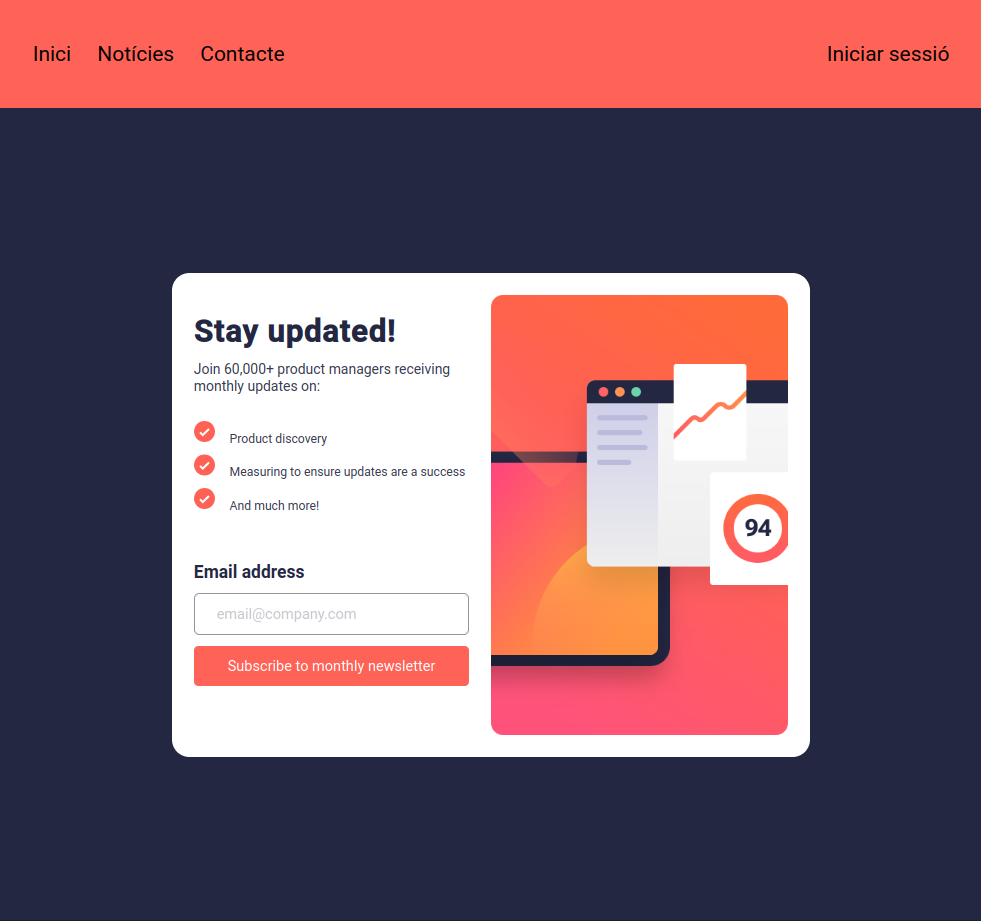 Inici Notícies Contacte Iniciar sessió
Stay updated!
Join 60,000+ product managers receiving
monthly updates on:
Product discovery
Measuring to ensure updates are a success
And much more!
Email address
email@company.com
Subscribe to monthly newsletter
94